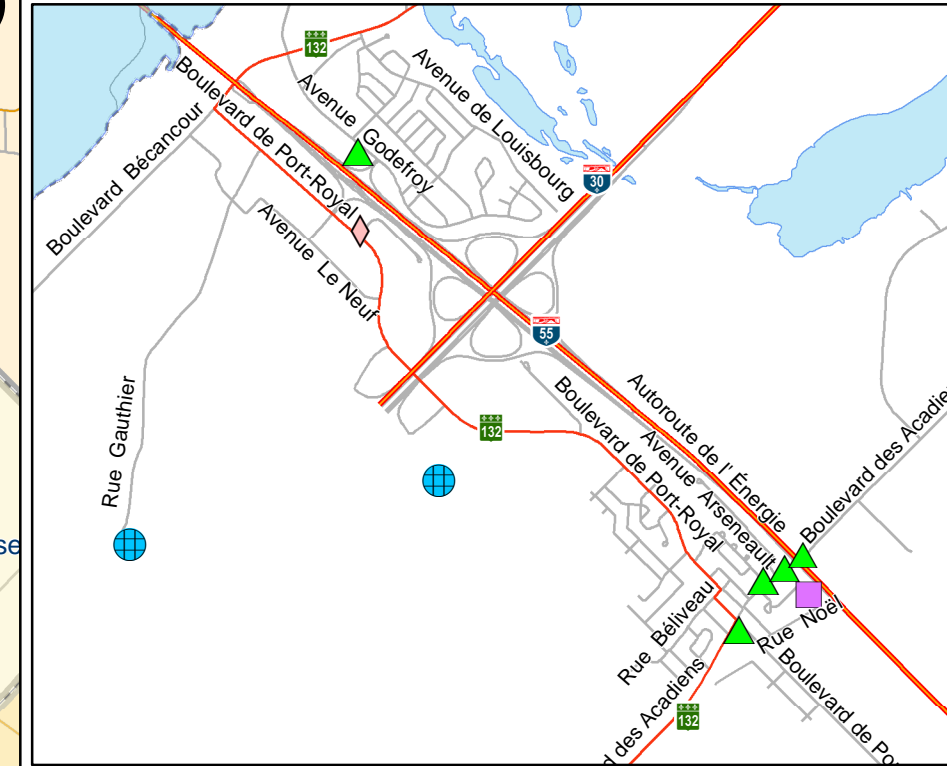 132
Avenue de Louisbourg
Boulevard de Port-Royal
Avenue Godefroy
Boulevard Bécancour
30
Avenue Le Neuf
55
Autoroute de l' Énergie
Boulevard des Acadie
Rue Gauthier
132
Boulevard de Port-Royal
Avenue Arseneault
se
Rue Béliveau
Rue Noël
d des Acadiens
Boulevard de Po
132